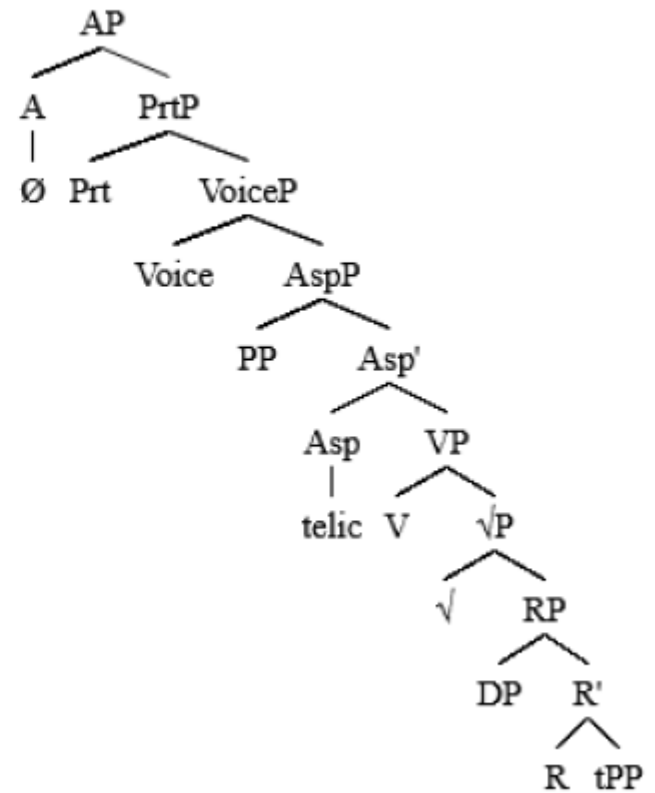 AP
A PrtP
Ø Prt VoiceP
Voice AspP
PP Asp'
Asp VP
telic V √P
√ RP
DP R'
R tPP